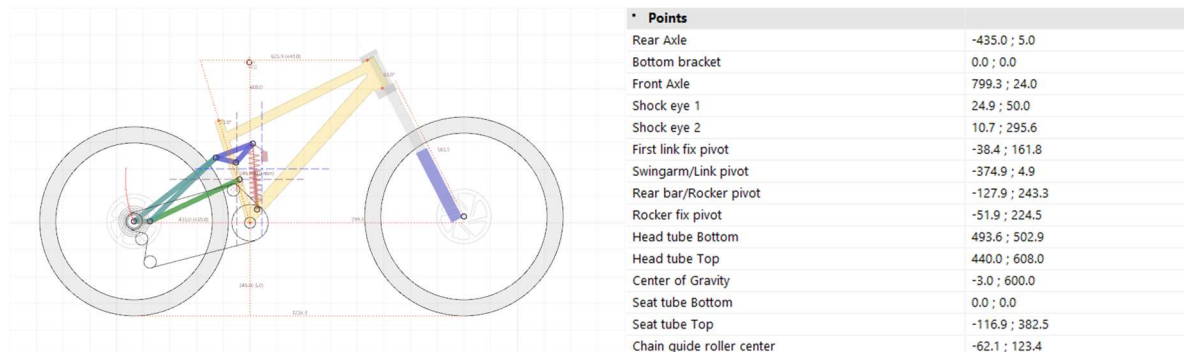 Points
Rear Axle -435.0 ; 5.0
Bottom bracket 0.0 ; 0.0
Front Axle 799.3 ; 24.0
Shock eye 1 24.9 ; 50.0
Shock eye 2 10.7 ; 295.6
First link fix pivot -38.4 ; 161.8
Swingarm/Link pivot -374.9 ; 4.9
Rear bar/Rocker pivot -127.9 ; 243.3
Rocker fix pivot -51.9 ; 224.5
Head tube Bottom 493.6 ; 502.9
Head tube Top 440.0 ; 608.0
Center of Gravity -3.0 ; 600.0
Seat tube Bottom 0.0 ; 0.0
Seat tube Top -116.9 ; 382.5
Chain guide roller center -62.1 ; 123.4